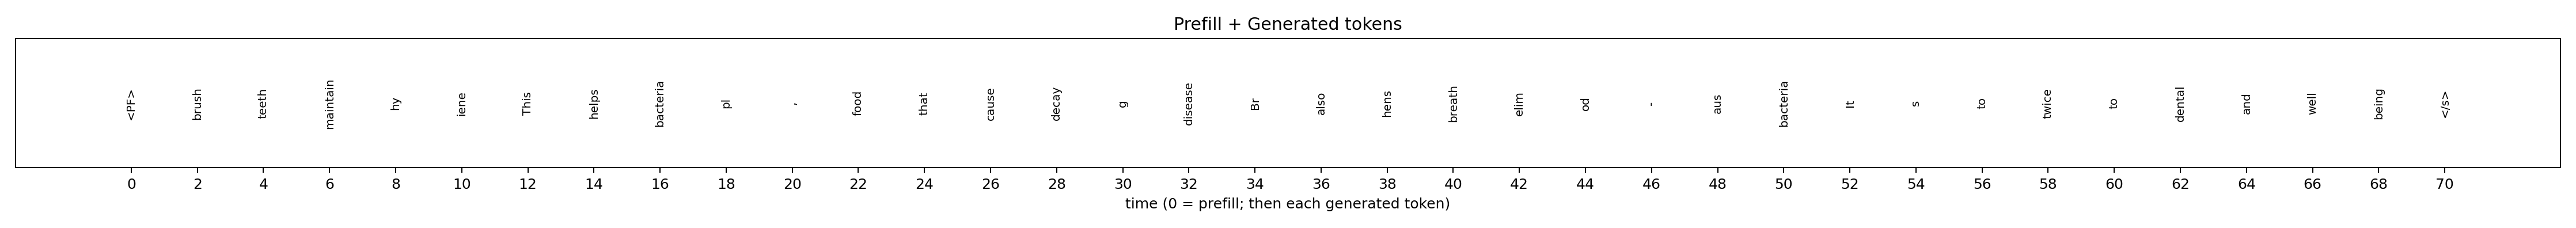 Prefill + Generated tokens
<PF> brush teeth maintain hy iene This helps bacteria pl , food that cause decay g disease Br also hens breath elim od - aus bacteria It s to twice to dental and well being </s>
0 2 4 6 8 10 12 14 16 18 20 22 24 26 28 30 32 34 36 38 40 42 44 46 48 50 52 54 56 58 60 62 64 66 68 70
time (0 = prefill; then each generated token)